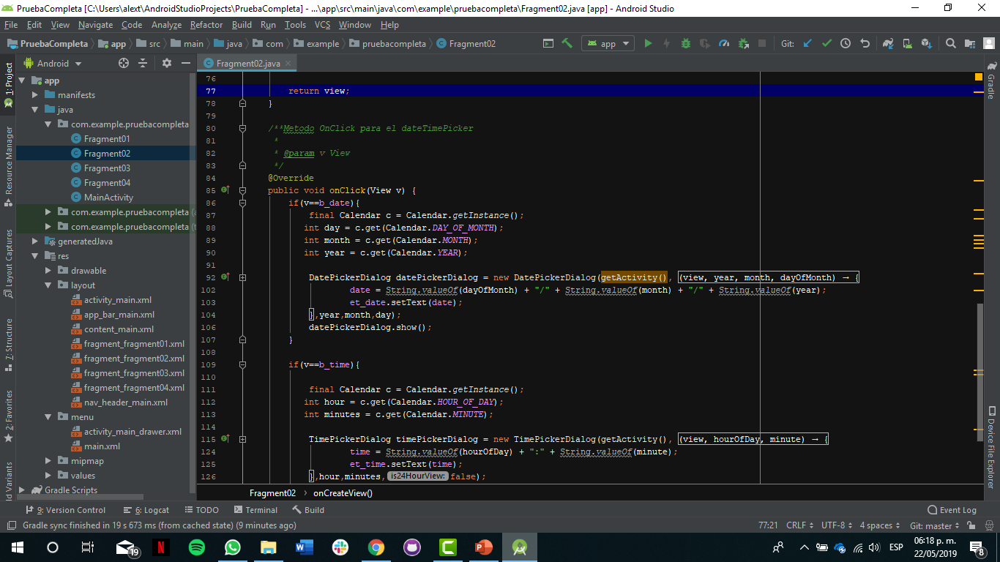 PruebaCompleta [C:\Users\alext\AndroidStudioProjects\PruebaCompleta] - ...\app\src\main\java\com\example\pruebacompleta\Fragment02.java [app] - Android Studio
File Edit View Navigate Code Analyze Refactor Build Run Tools VCS Window Help
PruebaCompleta app src main java com example pruebacompleta Fragment02 app Git:
Android
Fragment02.java
1: Project
Resource Manager
Layout Captures
7: Structure
2: Favorites
d Variants
app
manifests
java
com.example.pruebacompleta
Fragment01
Fragment02
Fragment03
Fragment04
MainActivity
com.example.pruebacompleta
com.example.pruebacompleta
generatedJava
res
drawable
layout
activity_main.xml
app_bar_main.xml
content_main.xml
fragment_fragment01.xml
fragment_fragment02.xml
fragment_fragment03.xml
fragment_fragment04.xml
nav_header_main.xml
menu
activity_main_drawer.xml
main.xml
mipmap
values
Gradle Scripts
76
77 return view;
78 }
79
80 /**Metodo OnClick para el dateTimePicker
81 *
82 * @param v View
83 */
84 @Override
85 public void onClick(View v) {
86 if(v==b_date){
87 final Calendar c = Calendar.getInstance();
88 int day = c.get(Calendar.DAY_OF_MONTH);
89 int month = c.get(Calendar.MONTH);
90 int year = c.get(Calendar.YEAR);
91
92 DatePickerDialog datePickerDialog = new DatePickerDialog(getActivity(), (view, year, month, dayOfMonth) → {
102 date = String.valueOf(dayOfMonth) + "/" + String.valueOf(month) + "/" + String.valueOf(year);
103 et_date.setText(date);
104 },year,month,day);
106 datePickerDialog.show();
107 }
108
109 if(v==b_time){
110
111 final Calendar c = Calendar.getInstance();
112 int hour = c.get(Calendar.HOUR_OF_DAY);
113 int minutes = c.get(Calendar.MINUTE);
114
115 TimePickerDialog timePickerDialog = new TimePickerDialog(getActivity(), (view, hourOfDay, minute) → {
124 time = String.valueOf(hourOfDay) + ":" + String.valueOf(minute);
125 et_time.setText(time);
126 },hour,minutes, is24HourView: false);
Gradle
Device File Explorer
Fragment02 › onCreateView()
9: Version Control 6: Logcat TODO Terminal Build Event Log
Gradle sync finished in 19 s 673 ms (from cached state) (9 minutes ago) 77:21 CRLF UTF-8 4 spaces Git: master
19 N W P ESP 06:18 p. m.
22/05/2019 8